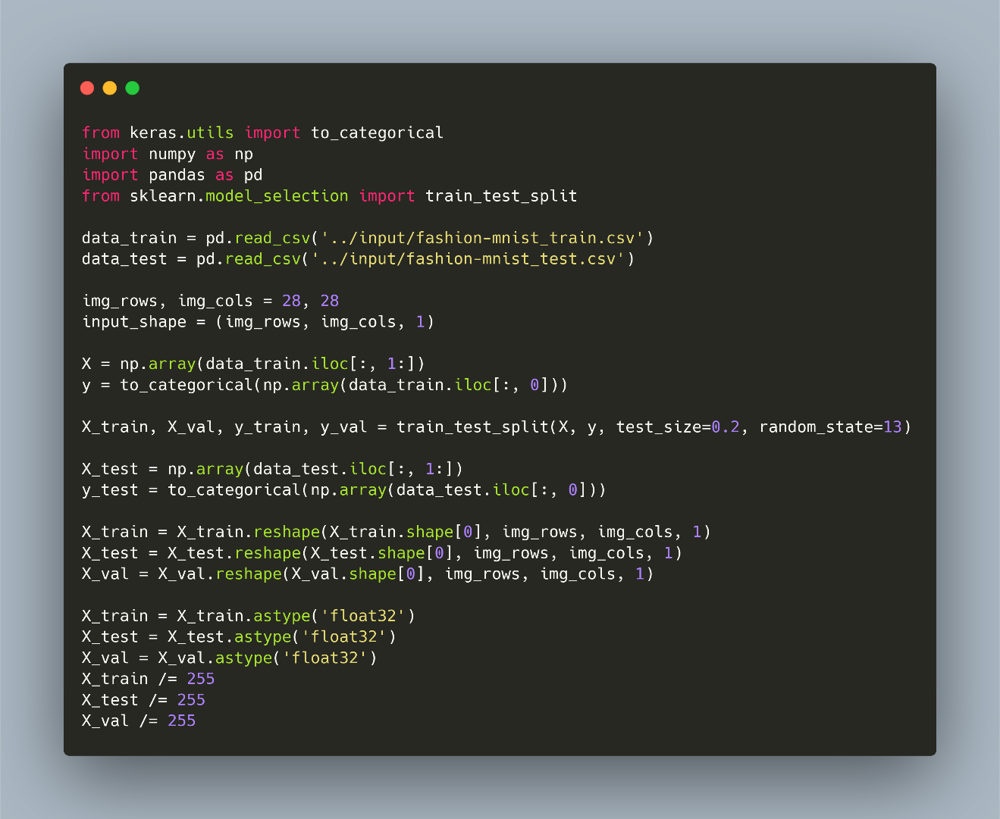 from keras.utils import to_categorical
import numpy as np
import pandas as pd
from sklearn.model_selection import train_test_split

data_train = pd.read_csv('../input/fashion-mnist_train.csv')
data_test = pd.read_csv('../input/fashion-mnist_test.csv')

img_rows, img_cols = 28, 28
input_shape = (img_rows, img_cols, 1)

X = np.array(data_train.iloc[:, 1:])
y = to_categorical(np.array(data_train.iloc[:, 0]))

X_train, X_val, y_train, y_val = train_test_split(X, y, test_size=0.2, random_state=13)

X_test = np.array(data_test.iloc[:, 1:])
y_test = to_categorical(np.array(data_test.iloc[:, 0]))

X_train = X_train.reshape(X_train.shape[0], img_rows, img_cols, 1)
X_test = X_test.reshape(X_test.shape[0], img_rows, img_cols, 1)
X_val = X_val.reshape(X_val.shape[0], img_rows, img_cols, 1)

X_train = X_train.astype('float32')
X_test = X_test.astype('float32')
X_val = X_val.astype('float32')
X_train /= 255
X_test /= 255
X_val /= 255